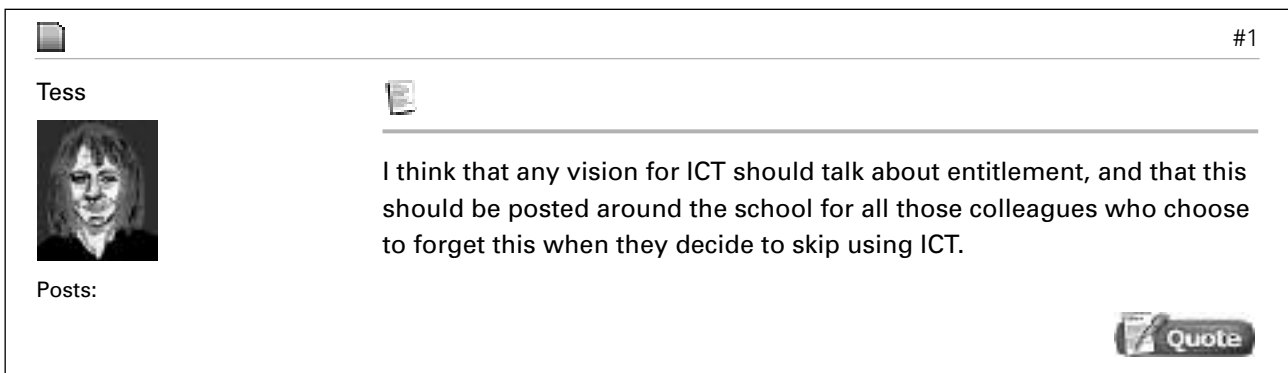 #1
Tess
I think that any vision for ICT should talk about entitlement, and that this
should be posted around the school for all those colleagues who choose
to forget this when they decide to skip using ICT.
Posts:
Quote